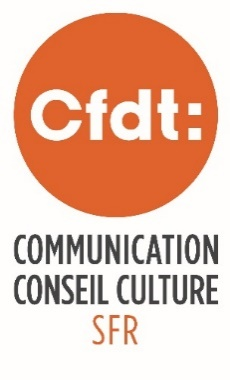 Cfdt:
COMMUNICATION
CONSEIL CULTURE
SFR